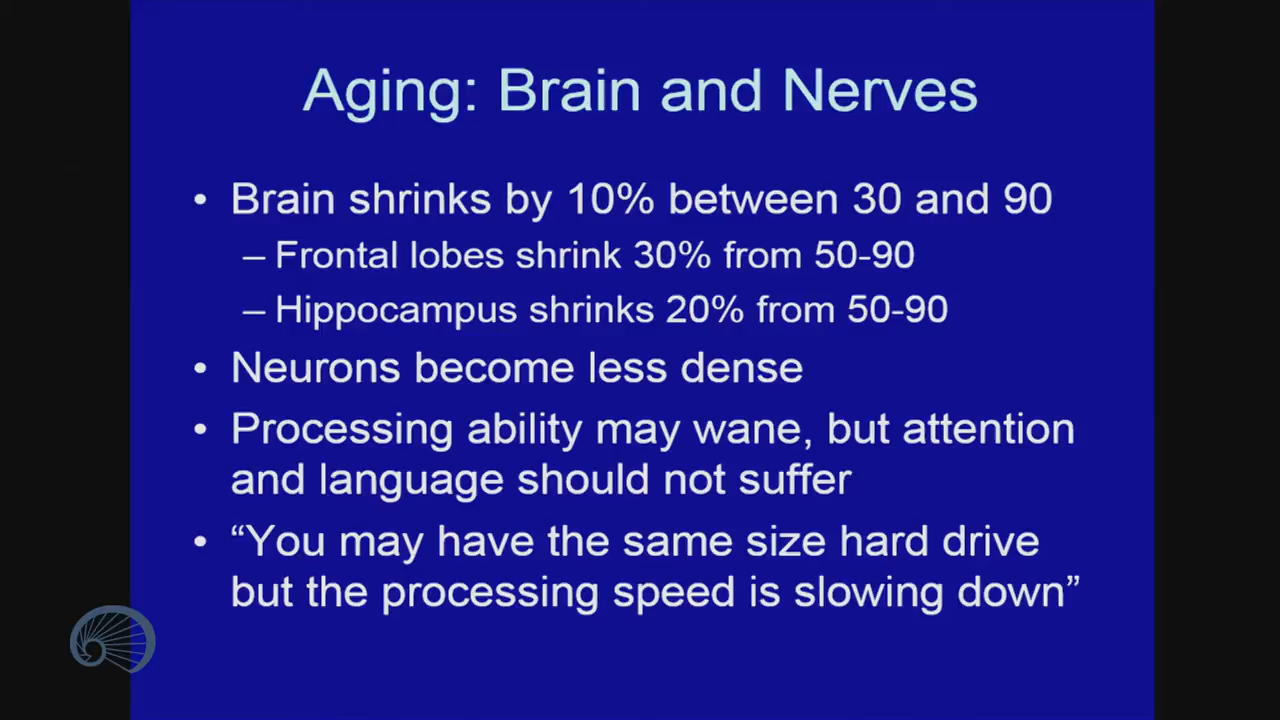 Aging: Brain and Nerves
• Brain shrinks by 10% between 30 and 90
– Frontal lobes shrink 30% from 50-90
– Hippocampus shrinks 20% from 50-90
• Neurons become less dense
• Processing ability may wane, but attention
and language should not suffer
• “You may have the same size hard drive
but the processing speed is slowing down”